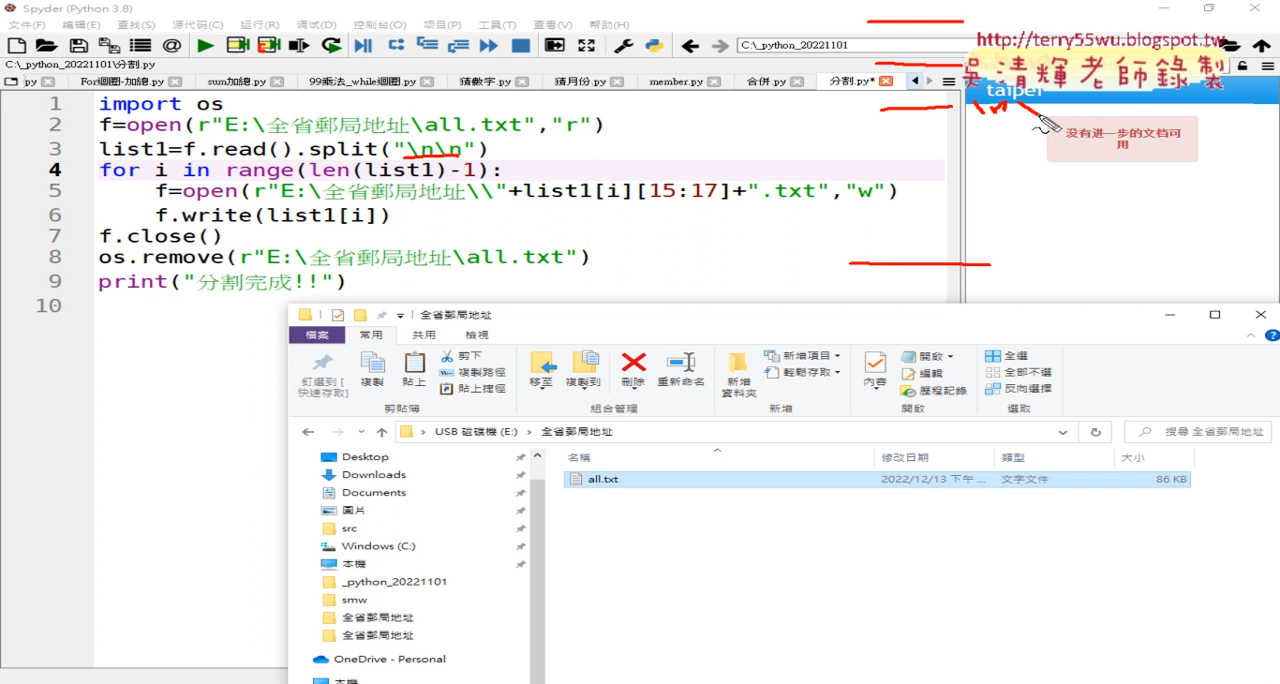 Spyder (Python 3.8)
文件(F) 编辑(E) 查找(S) 源代码(C) 运行(R) 调试(D) 控制台(O) 项目(P) 工具(T) 查看(V) 帮助(H)
C:\_python_20221101
http://terry55wu.blogspot.tw
C:\_python_20221101\分割.py
吳清輝老師錄製
py For迴圈-加總.py sum加總.py 99乘法_while迴圈.py 猜數字.py 猜月份.py member.py 合併.py 分割.py*
taipei
没有进一步的文档可
用
1 import os
2 f=open(r"E:\全省郵局地址\all.txt","r")
3 list1=f.read().split("\n\n")
4 for i in range(len(list1)-1):
5 f=open(r"E:\全省郵局地址\\"+list1[i][15:17]+".txt","w")
6 f.write(list1[i])
7 f.close()
8 os.remove(r"E:\全省郵局地址\all.txt")
9 print("分割完成!!")
10
全省郵局地址
檔案 常用 共用 檢視
釘選到 [
快速存取]
複製
貼上
剪下
複製路徑
貼上捷徑
剪貼簿
移至
複製到
刪除
重新命名
組合管理
新增
資料夾
新增項目
輕鬆存取
新增
內容
開啟
編輯
歷程記錄
開啟
全選
全部不選
反向選擇
選取
USB 磁碟機 (E:) › 全省郵局地址
搜尋 全省郵局地址
名稱 修改日期 類型 大小
all.txt 2022/12/13 下午 ... 文字文件 86 KB
Desktop
Downloads
Documents
圖片
src
Windows (C:)
本機
_python_20221101
smw
全省郵局地址
全省郵局地址
OneDrive - Personal
本機